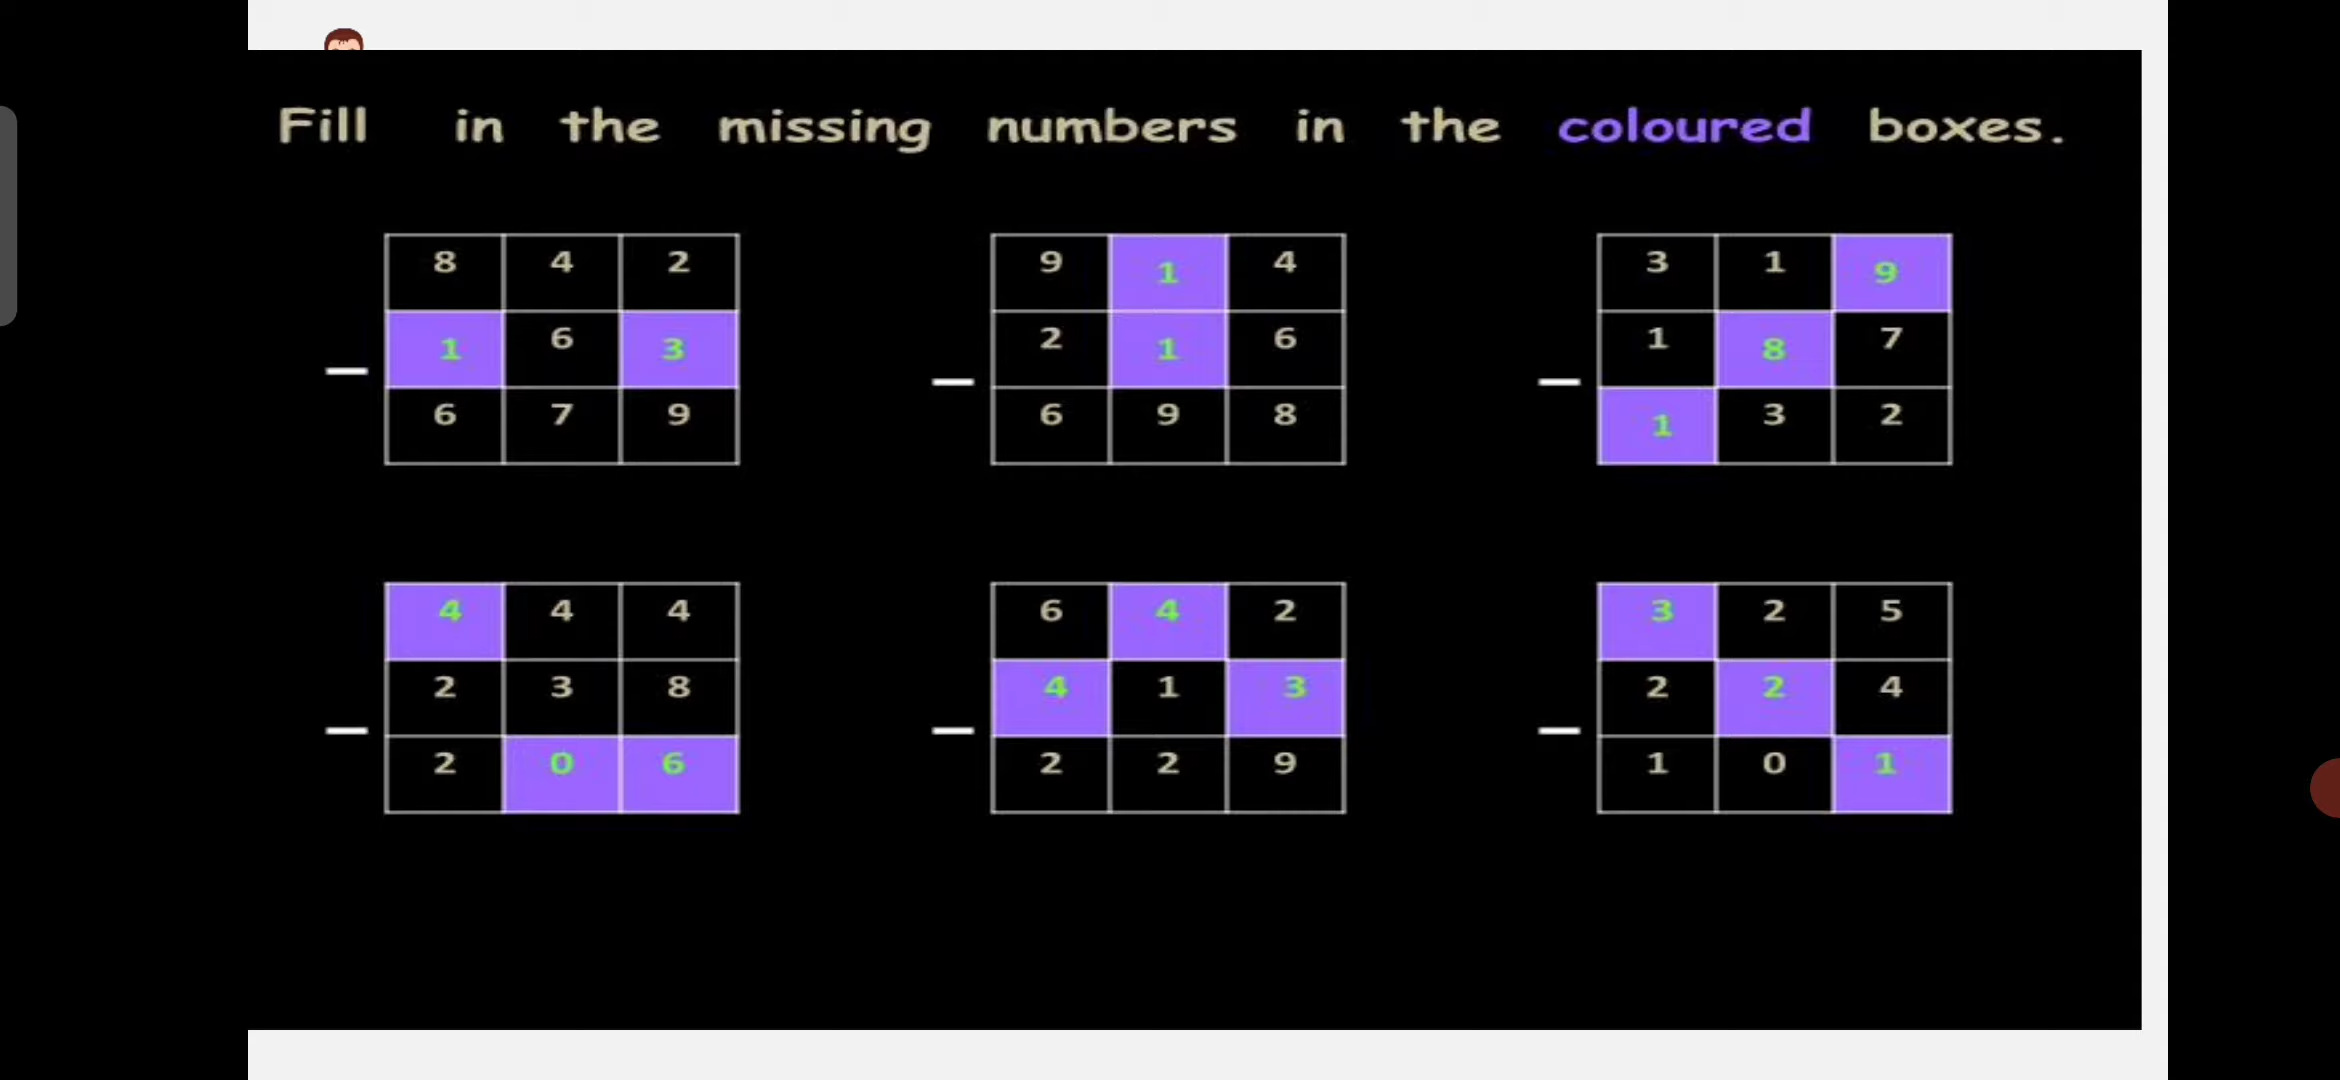 Fill in the missing numbers in the coloured boxes.
8 4 2
– 1 6 3
6 7 9
9 1 4
– 2 1 6
6 9 8
3 1 9
– 1 8 7
1 3 2
4 4 4
– 2 3 8
2 0 6
6 4 2
– 4 1 3
2 2 9
3 2 5
– 2 2 4
1 0 1